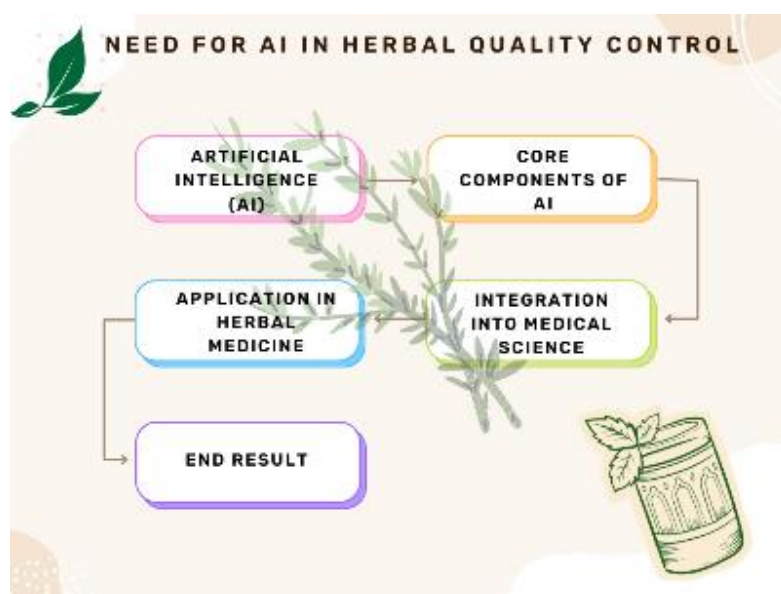 NEED FOR AI IN HERBAL QUALITY CONTROL
ARTIFICIAL
INTELLIGENCE
(AI)
CORE
COMPONENTS OF
AI
INTEGRATION
INTO MEDICAL
SCIENCE
APPLICATION IN
HERBAL
MEDICINE
END RESULT